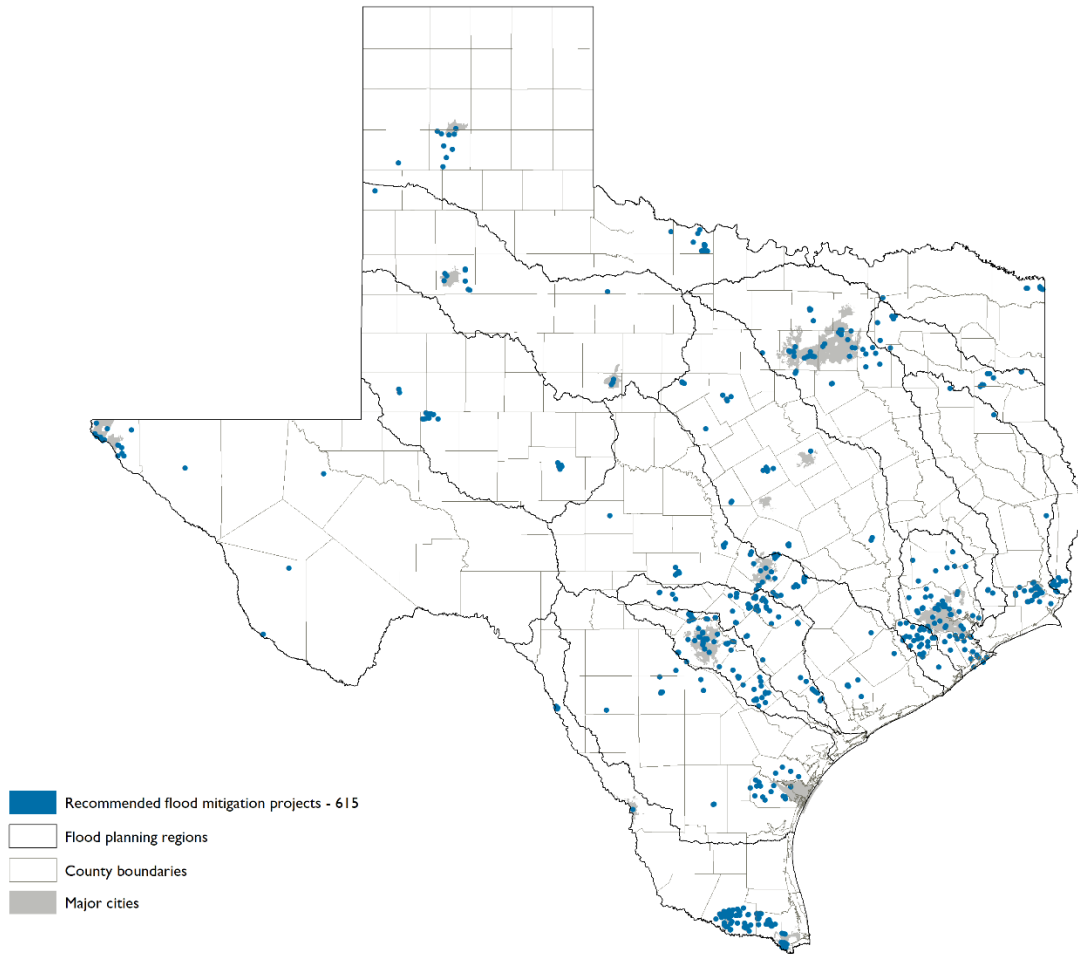 Recommended flood mitigation projects - 615
Flood planning regions
County boundaries
Major cities